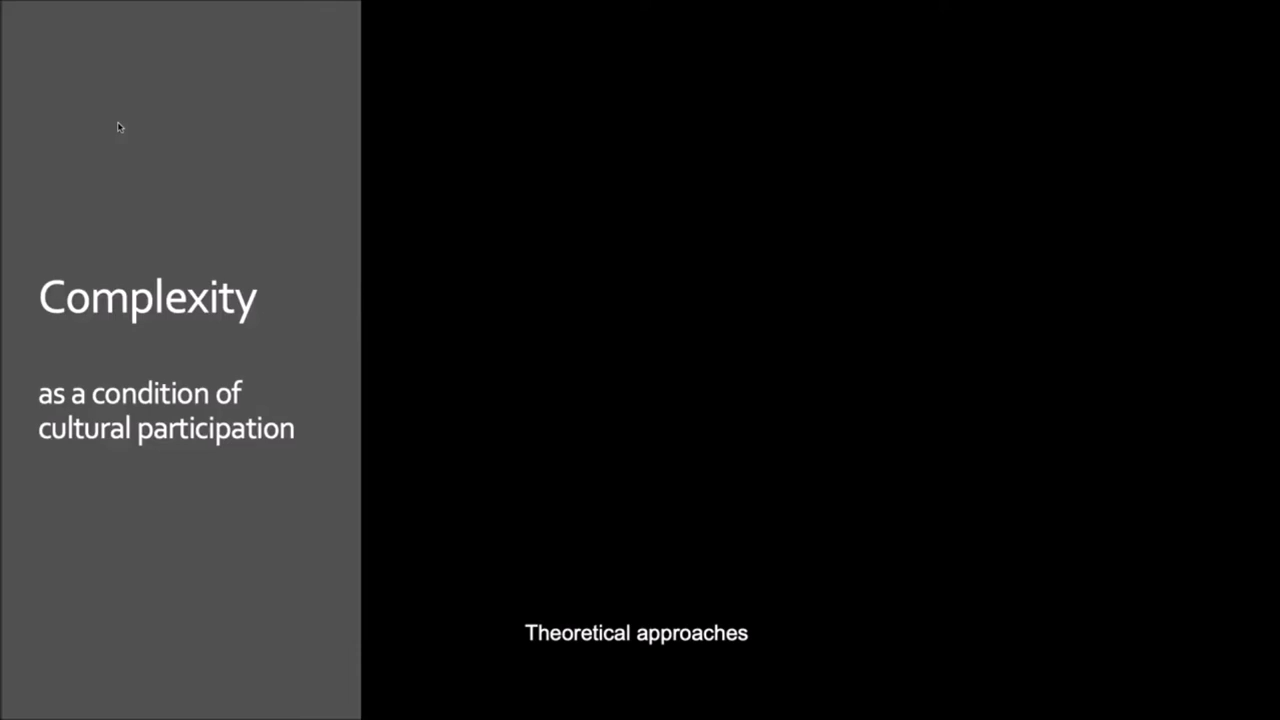 Complexity
as a condition of
cultural participation
Theoretical approaches